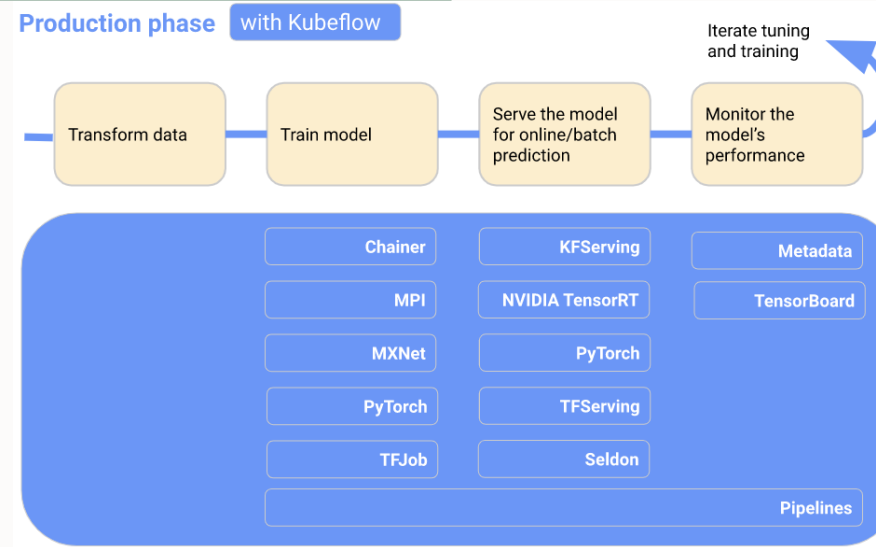 Production phase with Kubeflow
Iterate tuning
and training
Transform data
Train model
Serve the model
for online/batch
prediction
Monitor the
model's
performance
Chainer
KFServing
Metadata
MPI
NVIDIA TensorRT
TensorBoard
MXNet
PyTorch
PyTorch
TFServing
TFJob
Seldon
Pipelines